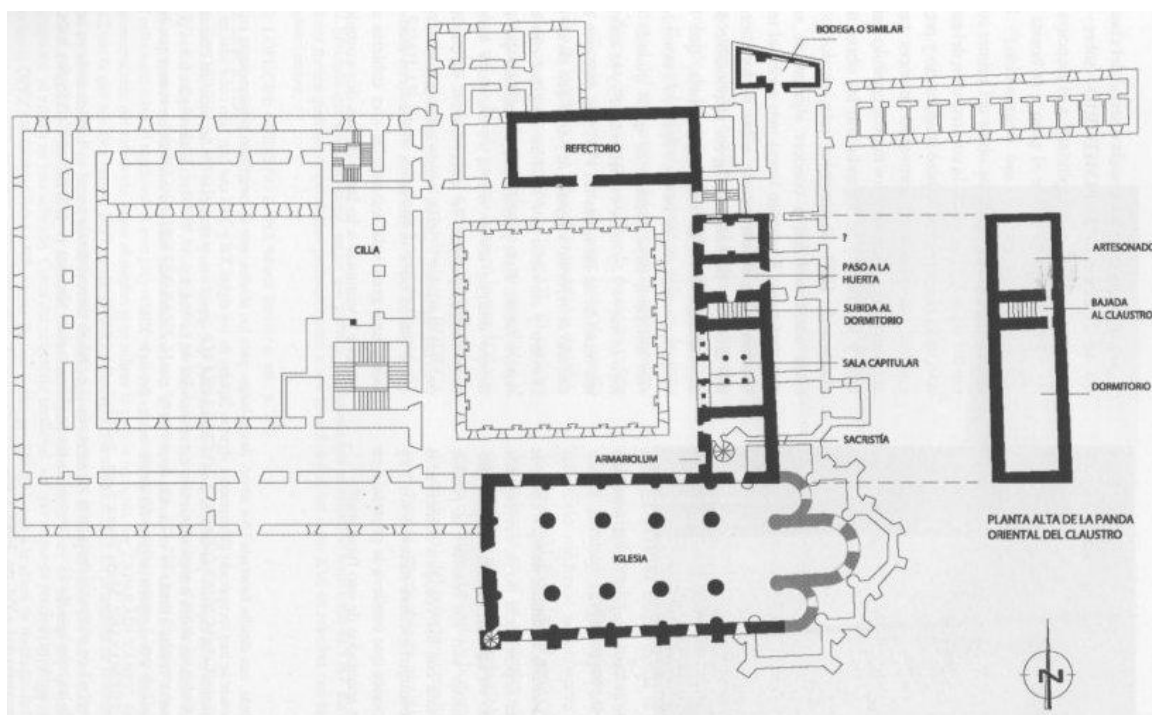 BODEGA O SIMILAR
REFECTORIO
?
CILLA
PASO A LA
HUERTA
SUBIDA AL
DORMITORIO
SALA CAPITULAR
SACRISTÍA
ARMARIOLUM
IGLESIA
ARTESONADO
BAJADA
AL CLAUSTRO
DORMITORIO
PLANTA ALTA DE LA PANDA
ORIENTAL DEL CLAUSTRO
N